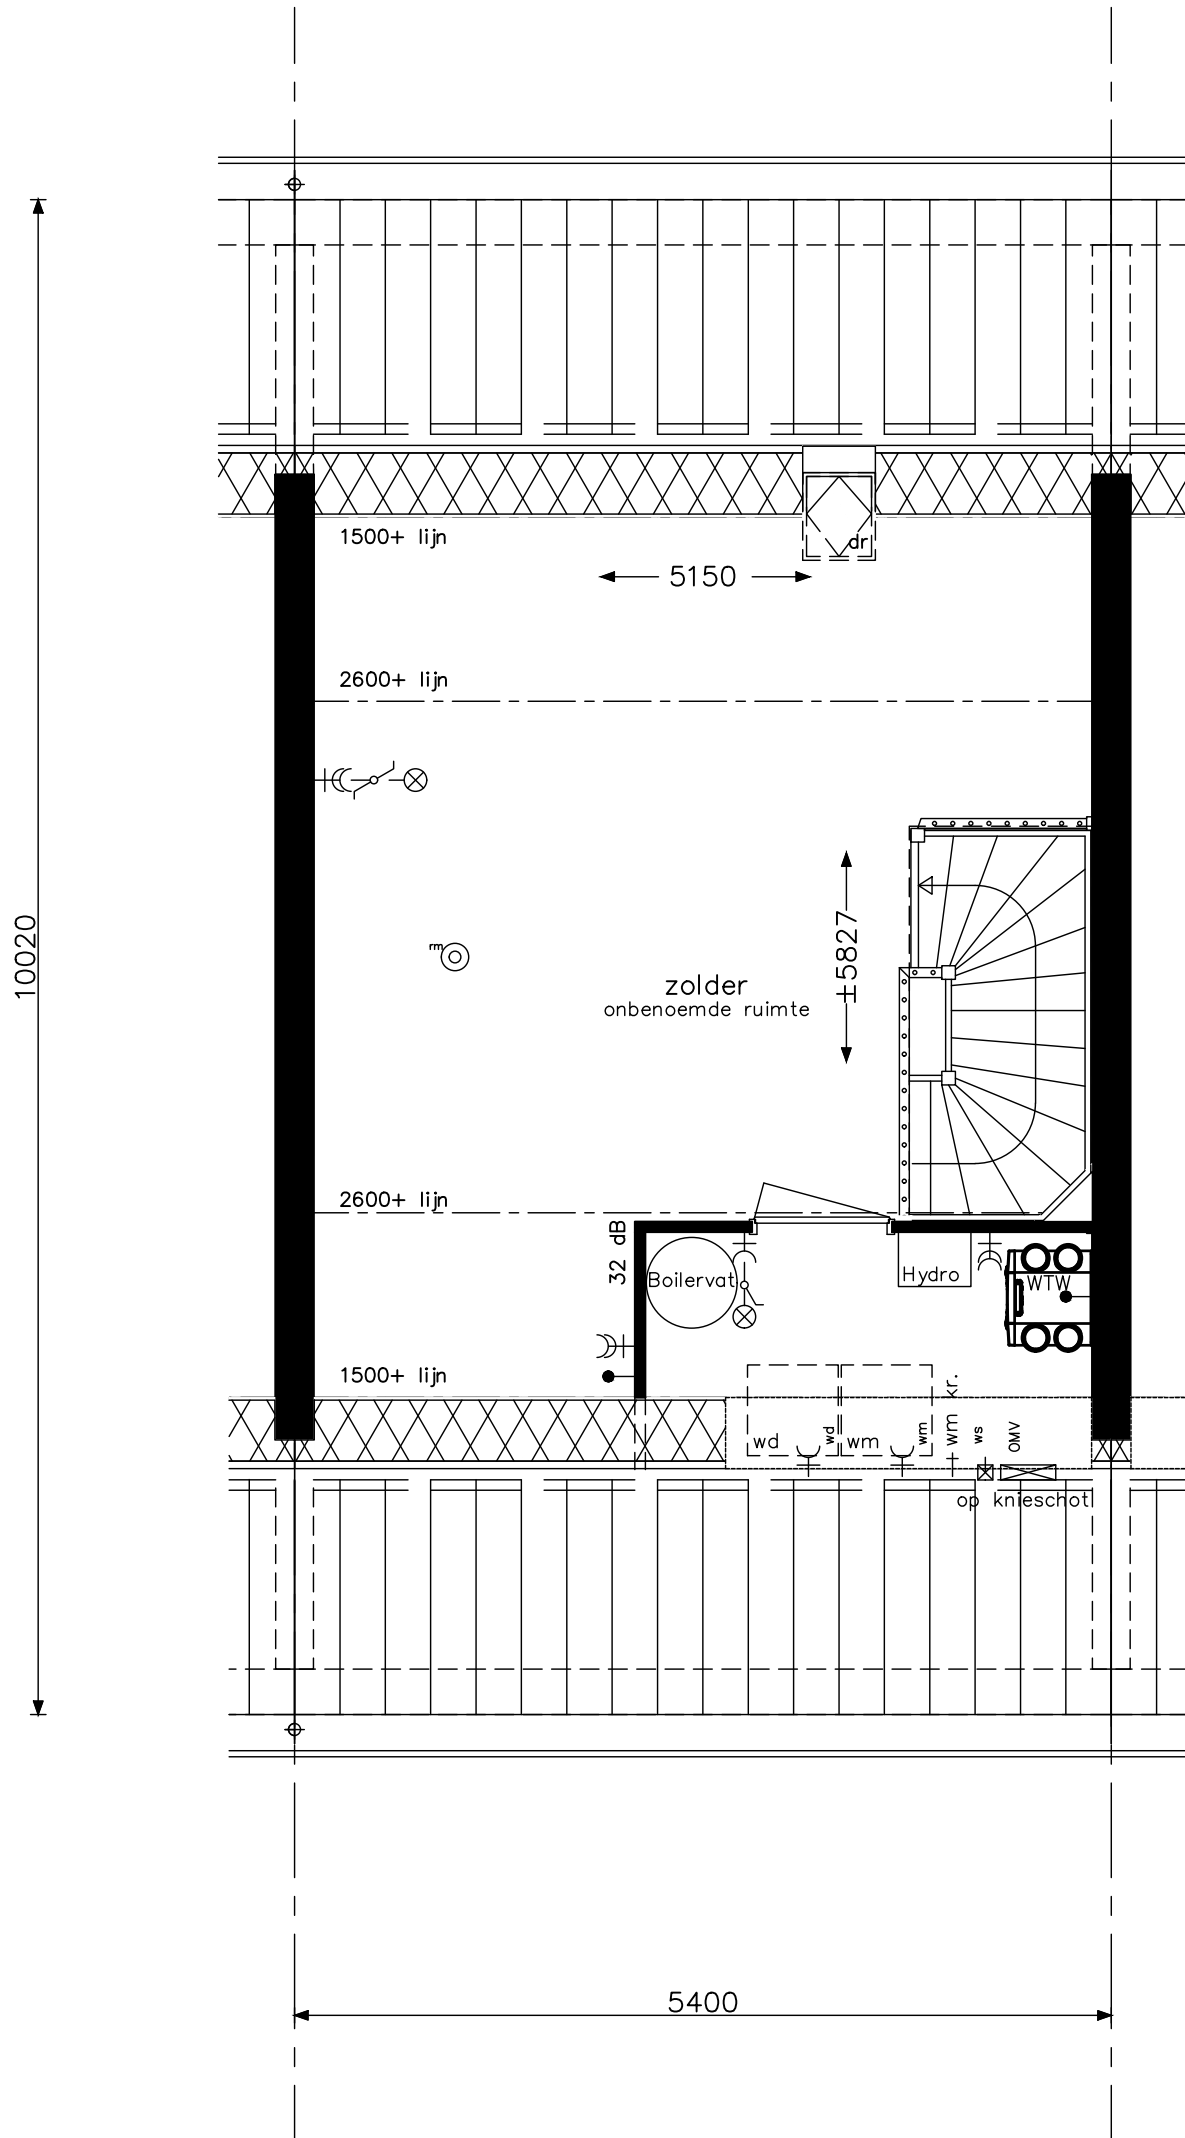 1500+ lijn
dr
5150
2600+ lijn
10020
±5827
rm
zolder
onbenoemde ruimte
2600+ lijn
32 dB
Boilervat
Hydro
WTW
1500+ lijn
wd
wd
wm
wm
wm kr.
ws
OMV
op knieschot
5400